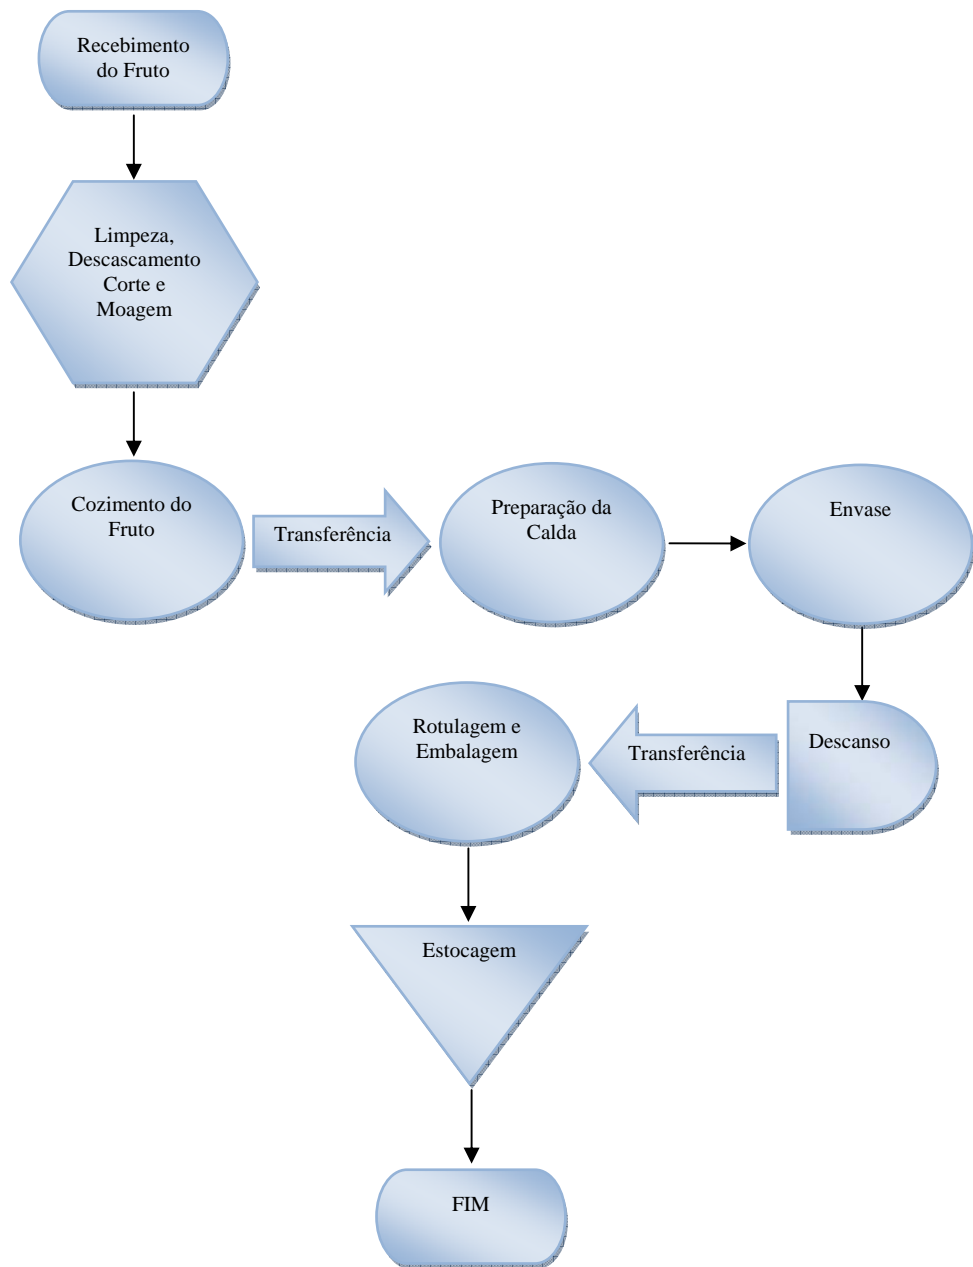 Recebimento
do Fruto
Limpeza,
Descascamento
Corte e
Moagem
Cozimento do
Fruto
Transferência
Preparação da
Calda
Envase
Descanso
Transferência
Rotulagem e
Embalagem
Estocagem
FIM